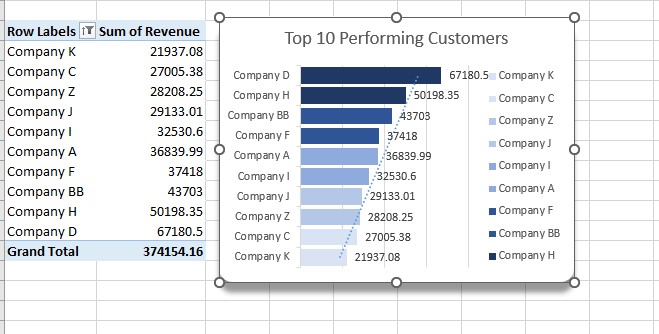 Row Labels Sum of Revenue
Company K 21937.08
Company C 27005.38
Company Z 28208.25
Company J 29133.01
Company I 32530.6
Company A 36839.99
Company F 37418
Company BB 43703
Company H 50198.35
Company D 67180.5
Grand Total 374154.16
Top 10 Performing Customers
Company D 67180.5
Company H 50198.35
Company BB 43703
Company F 37418
Company A 36839.99
Company I 32530.6
Company J 29133.01
Company Z 28208.25
Company C 27005.38
Company K 21937.08
Company K
Company C
Company Z
Company J
Company I
Company A
Company F
Company BB
Company H